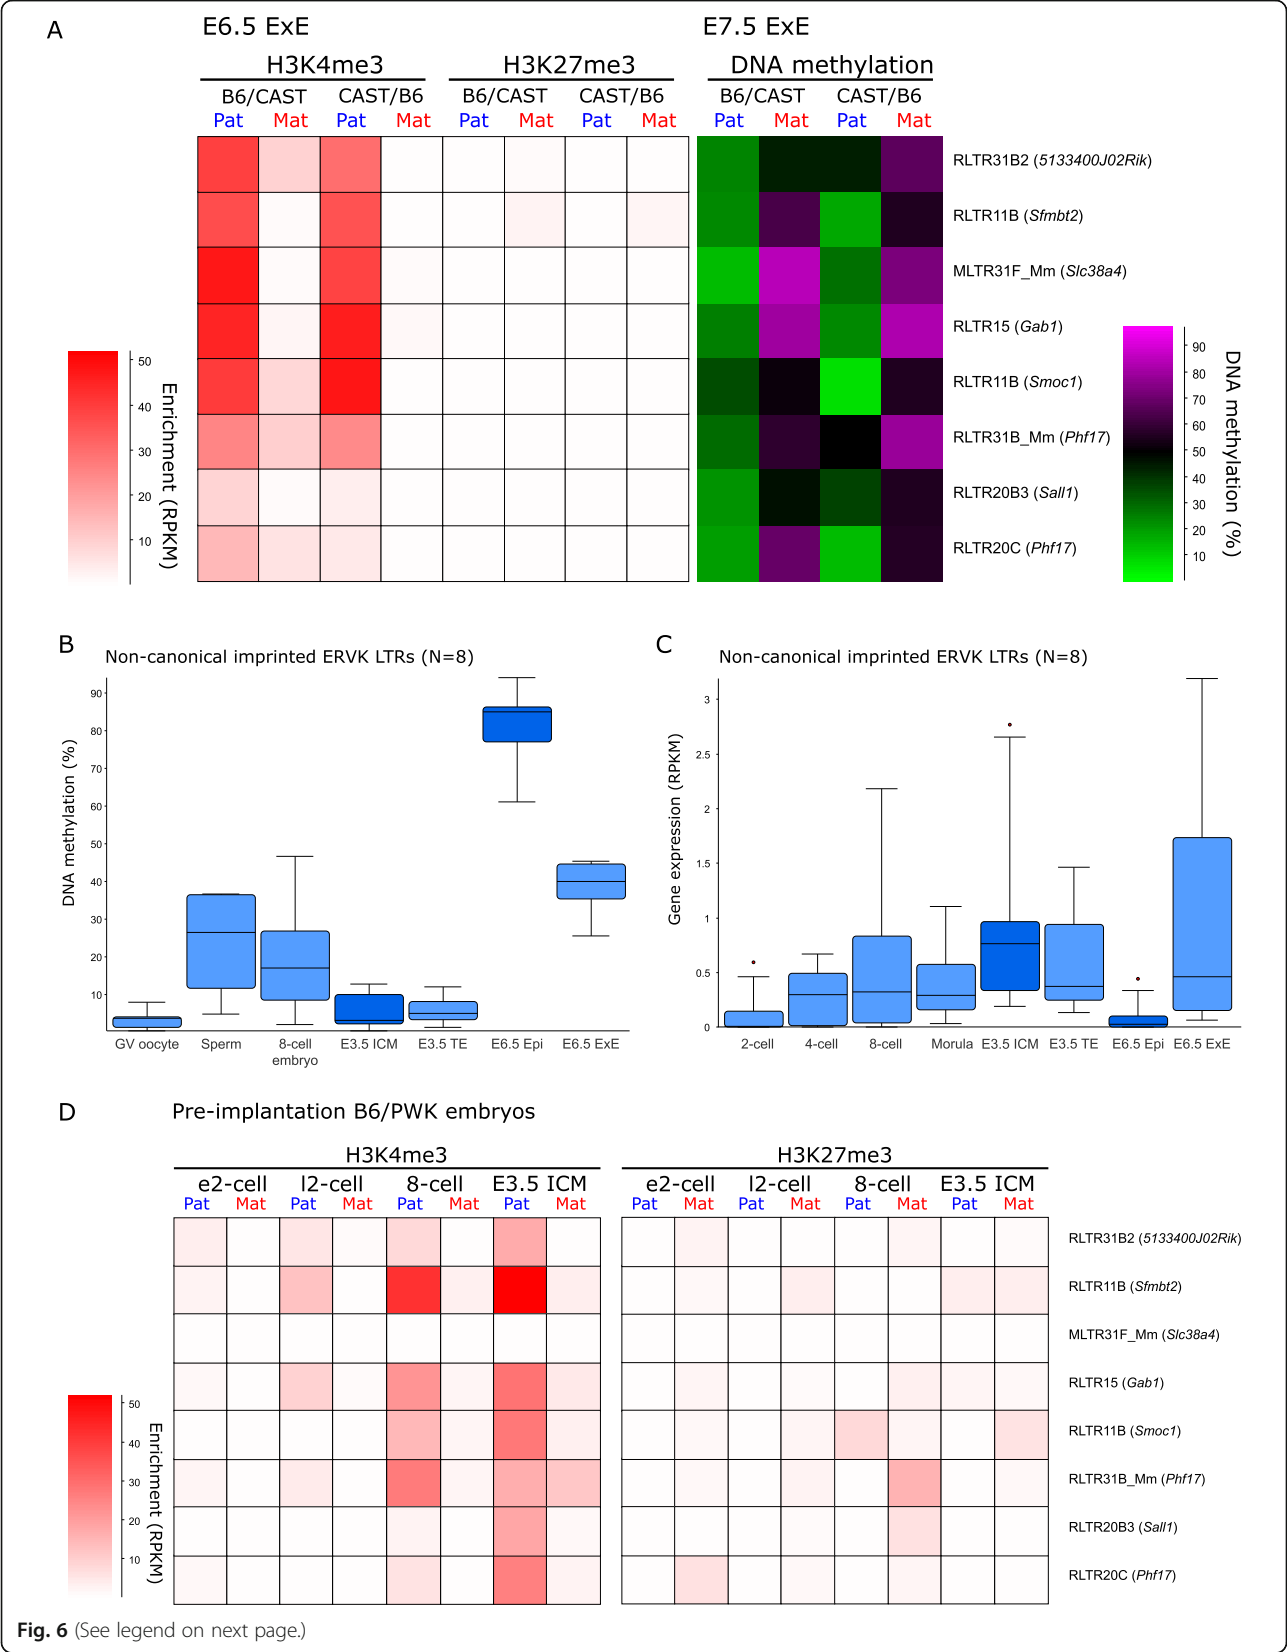 A
E6.5 ExE
E7.5 ExE
H3K4me3
H3K27me3
DNA methylation
B6/CAST CAST/B6 B6/CAST CAST/B6 B6/CAST CAST/B6
Pat Mat Pat Mat Pat Mat Pat Mat Pat Mat Pat Mat
RLTR31B2 (5133400J02Rik)
RLTR11B (Sfmbt2)
MLTR31F_Mm (Slc38a4)
RLTR15 (Gab1)
RLTR11B (Smoc1)
RLTR31B_Mm (Phf17)
RLTR20B3 (Sall1)
RLTR20C (Phf17)
50
40
30
20
10
Enrichment (RPKM)
90
80
70
60
50
40
30
20
10
DNA methylation (%)
B
Non-canonical imprinted ERVK LTRs (N=8)
DNA methylation (%)
90
80
70
60
50
40
30
20
10
GV oocyte Sperm 8-cell embryo E3.5 ICM E3.5 TE E6.5 Epi E6.5 ExE
C
Non-canonical imprinted ERVK LTRs (N=8)
Gene expression (RPKM)
3
2.5
2
1.5
1
0.5
0
2-cell 4-cell 8-cell Morula E3.5 ICM E3.5 TE E6.5 Epi E6.5 ExE
D
Pre-implantation B6/PWK embryos
H3K4me3
H3K27me3
e2-cell l2-cell 8-cell E3.5 ICM e2-cell l2-cell 8-cell E3.5 ICM
Pat Mat Pat Mat Pat Mat Pat Mat Pat Mat Pat Mat Pat Mat Pat Mat
RLTR31B2 (5133400J02Rik)
RLTR11B (Sfmbt2)
MLTR31F_Mm (Slc38a4)
RLTR15 (Gab1)
RLTR11B (Smoc1)
RLTR31B_Mm (Phf17)
RLTR20B3 (Sall1)
RLTR20C (Phf17)
50
40
30
20
10
Enrichment (RPKM)
Fig. 6 (See legend on next page.)